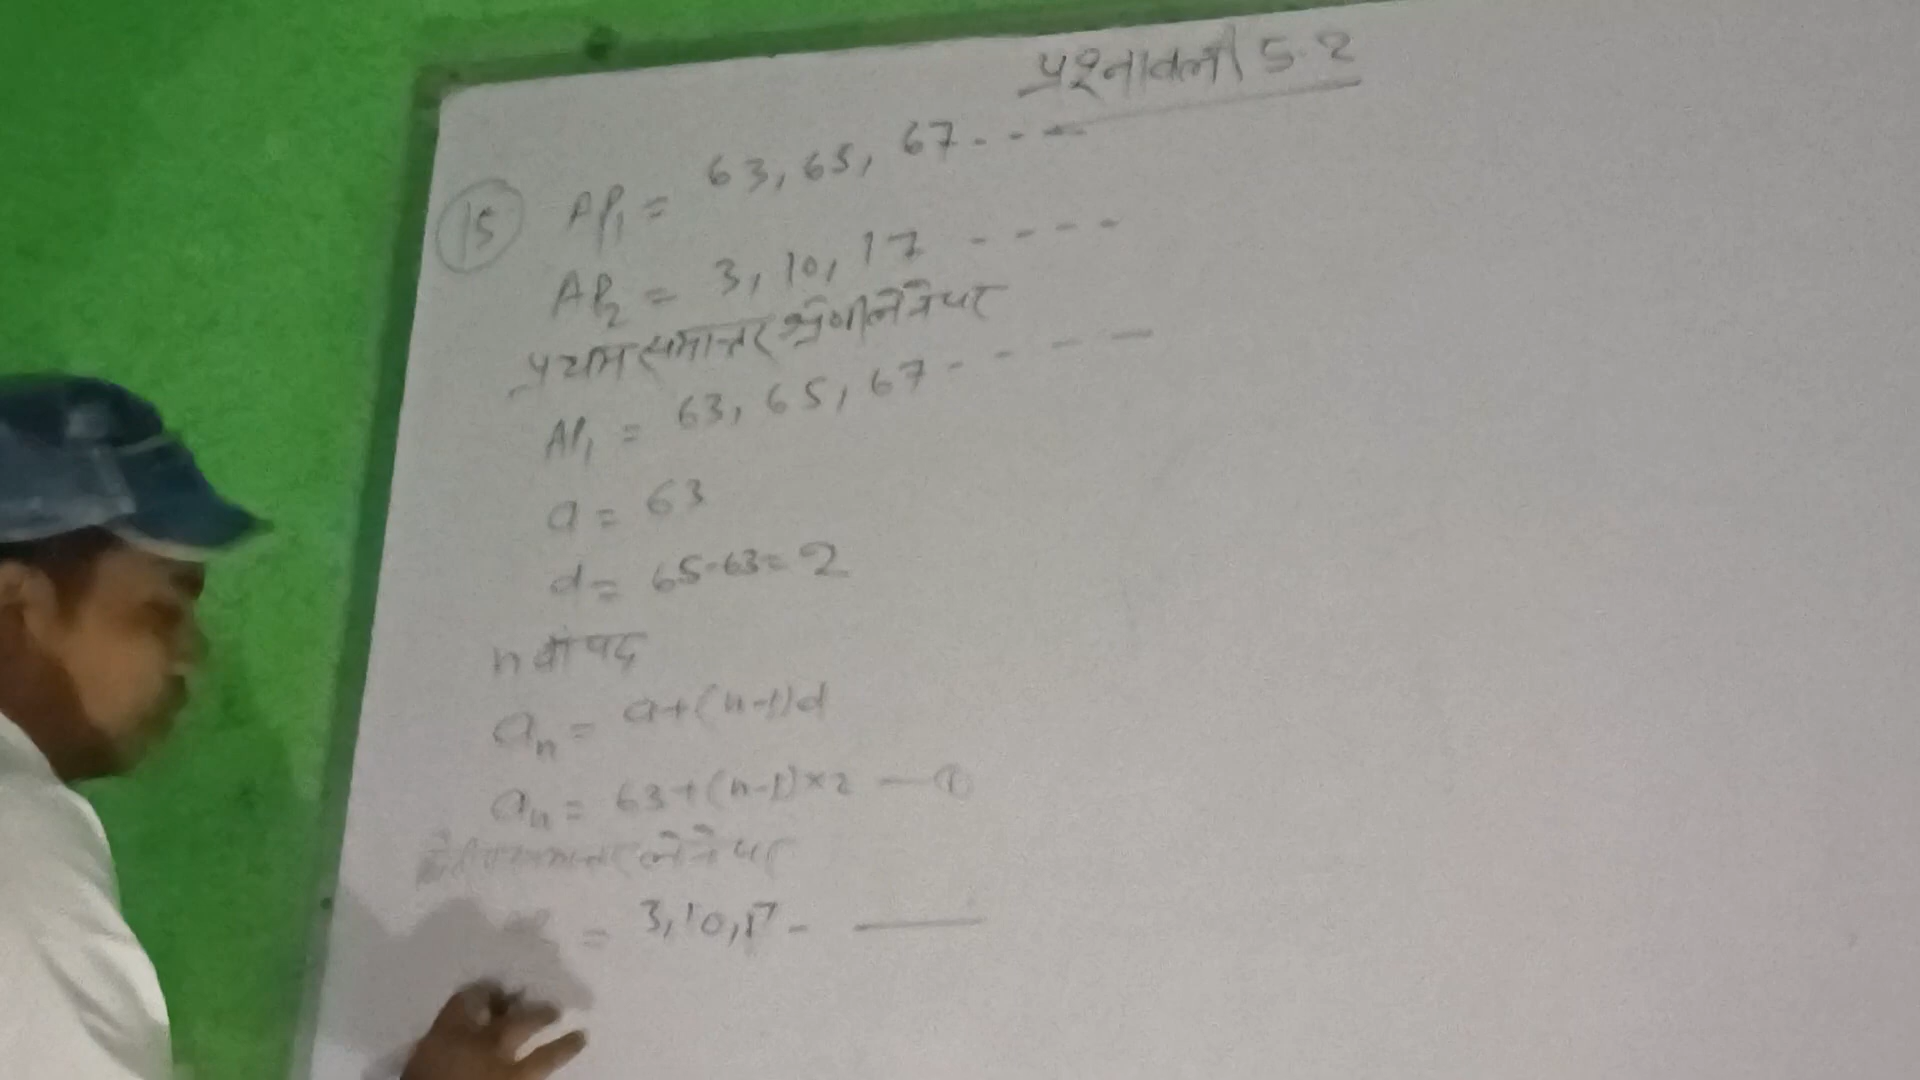 प्रश्नावली 5.2
15 AP₁ = 63, 65, 67 - - -
AP₂ = 3, 10, 17 - - - -
प्रथम समान्तर श्रेणी लेने पर
AP₁ = 63, 65, 67 - - - -
a = 63
d = 65-63 = 2
n वाँ पद
aₙ = a+(n-1)d
aₙ = 63+(n-1)×2 — ①
लेने पर
= 3, 10, 17 - —